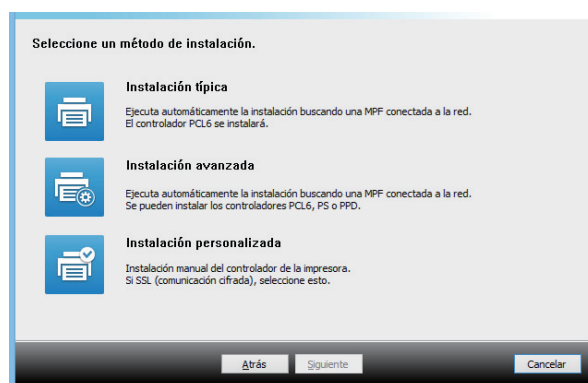 Seleccione un método de instalación.
Instalación típica
Ejecuta automáticamente la instalación buscando una MPF conectada a la red.
El controlador PCL6 se instalará.
Instalación avanzada
Ejecuta automáticamente la instalación buscando una MPF conectada a la red.
Se pueden instalar los controladores PCL6, PS o PPD.
Instalación personalizada
Instalación manual del controlador de la impresora.
Si SSL (comunicación cifrada), seleccione esto.
Atrás
Siguiente
Cancelar